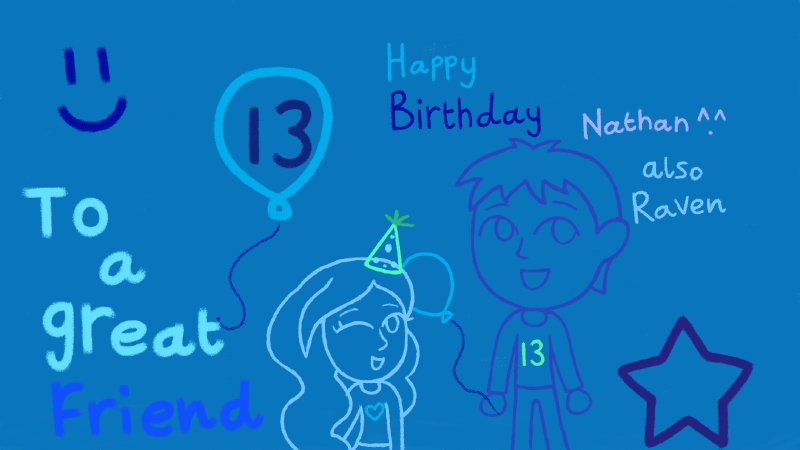 13
Happy
Birthday
Nathan ^.^
also
Raven
To
a
great
Friend
13